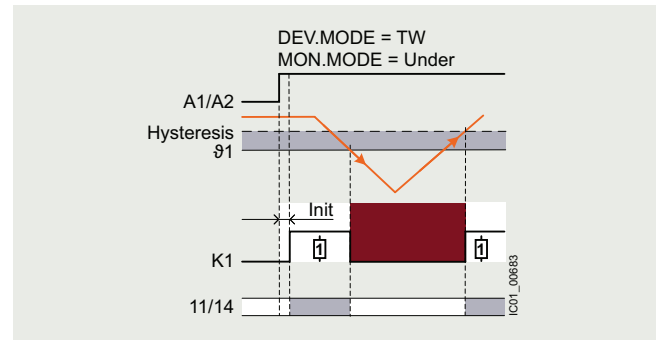 DEV.MODE = TW
MON.MODE = Under
A1/A2
Hysteresis
ϑ1
Init
1
1
K1
11/14
IC01_00683